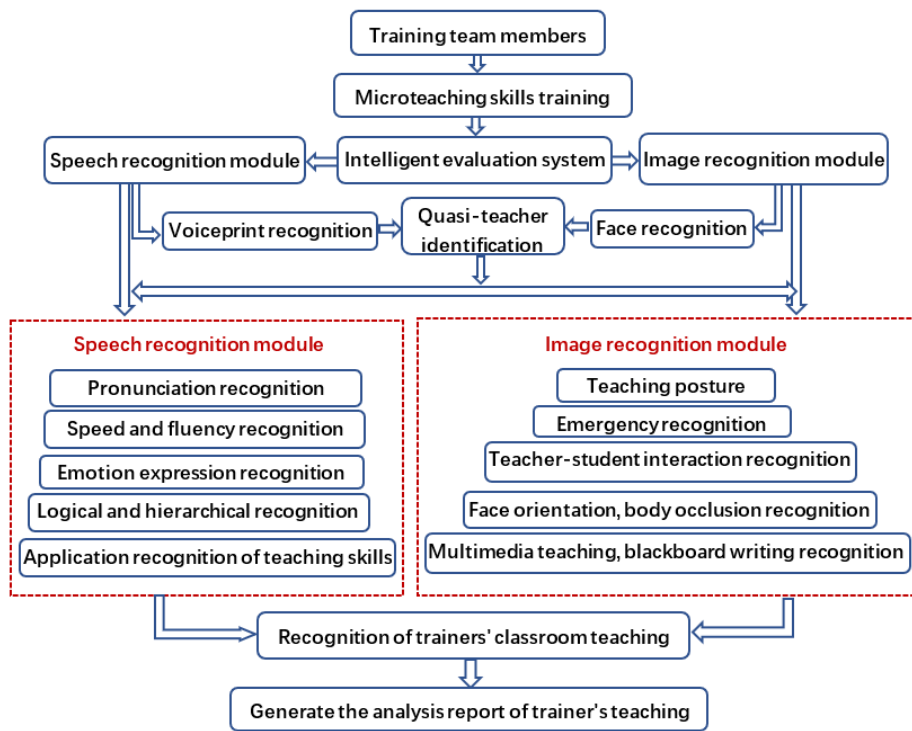 Training team members
Microteaching skills training
Speech recognition module
Intelligent evaluation system
Image recognition module
Voiceprint recognition
Quasi-teacher
identification
Face recognition
Speech recognition module
Pronunciation recognition
Speed and fluency recognition
Emotion expression recognition
Logical and hierarchical recognition
Application recognition of teaching skills
Image recognition module
Teaching posture
Emergency recognition
Teacher-student interaction recognition
Face orientation, body occlusion recognition
Multimedia teaching, blackboard writing recognition
Recognition of trainers' classroom teaching
Generate the analysis report of trainer's teaching